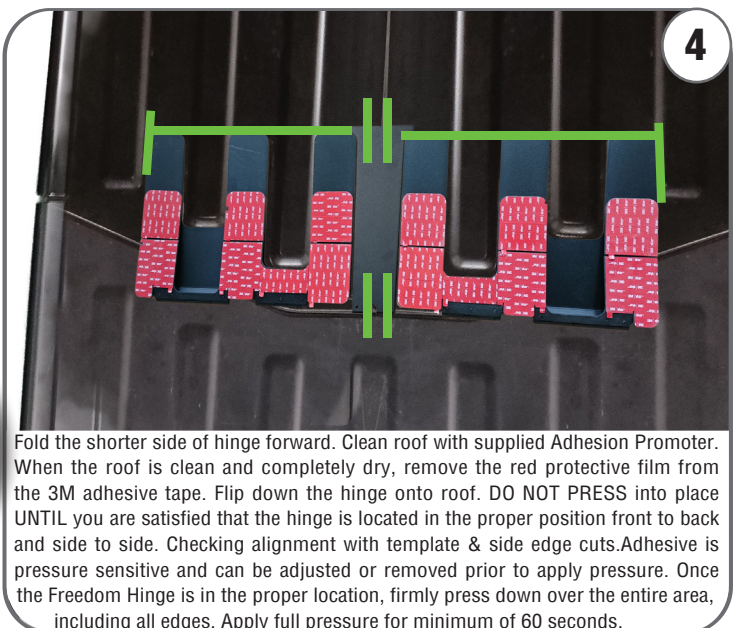 4
Fold the shorter side of hinge forward. Clean roof with supplied Adhesion Promoter.
When the roof is clean and completely dry, remove the red protective film from
the 3M adhesive tape. Flip down the hinge onto roof. DO NOT PRESS into place
UNTIL you are satisfied that the hinge is located in the proper position front to back
and side to side. Checking alignment with template & side edge cuts.Adhesive is
pressure sensitive and can be adjusted or removed prior to apply pressure. Once
the Freedom Hinge is in the proper location, firmly press down over the entire area,
including all edges. Apply full pressure for minimum of 60 seconds.